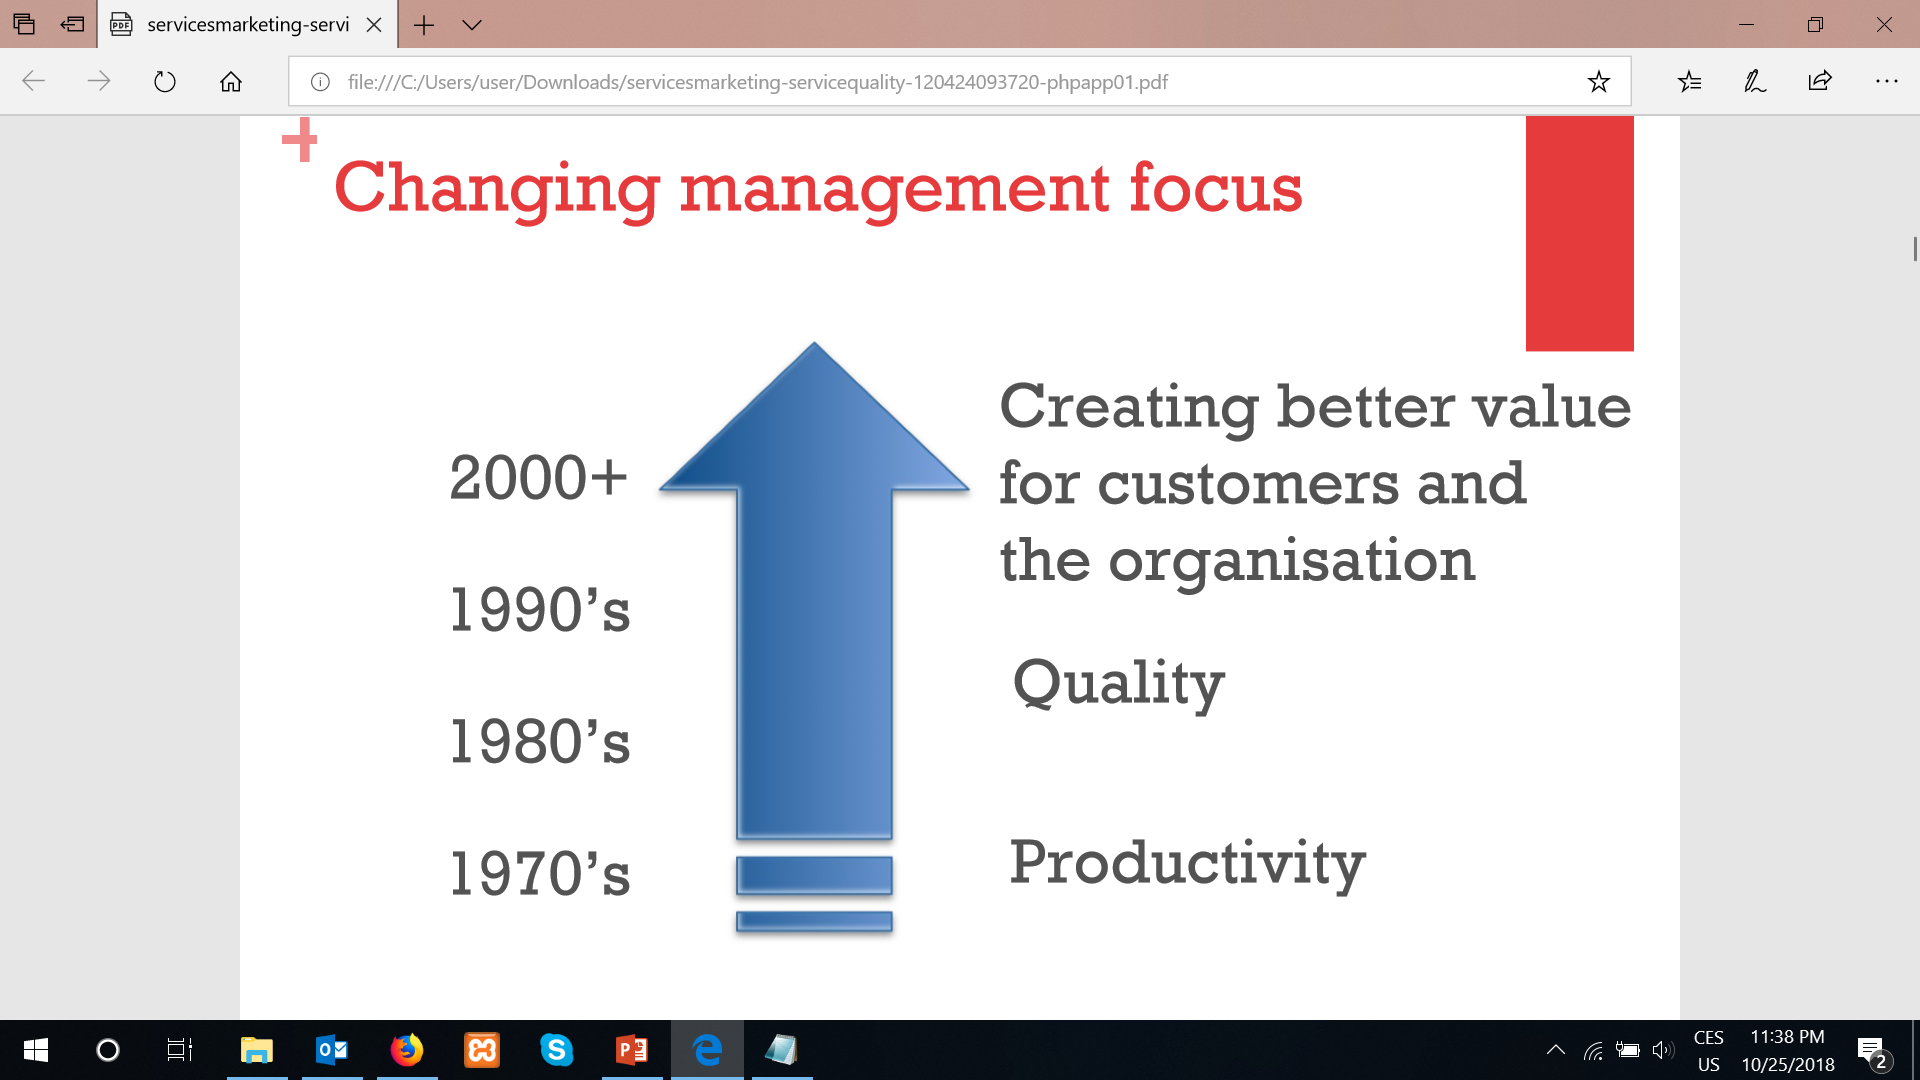 servicesmarketing-servi
file:///C:/Users/user/Downloads/servicesmarketing-servicequality-120424093720-phpapp01.pdf
+
Changing management focus
Creating better value
for customers and
the organisation
2000+
1990’s
Quality
1980’s
Productivity
1970’s
CES
US
11:38 PM
10/25/2018
2